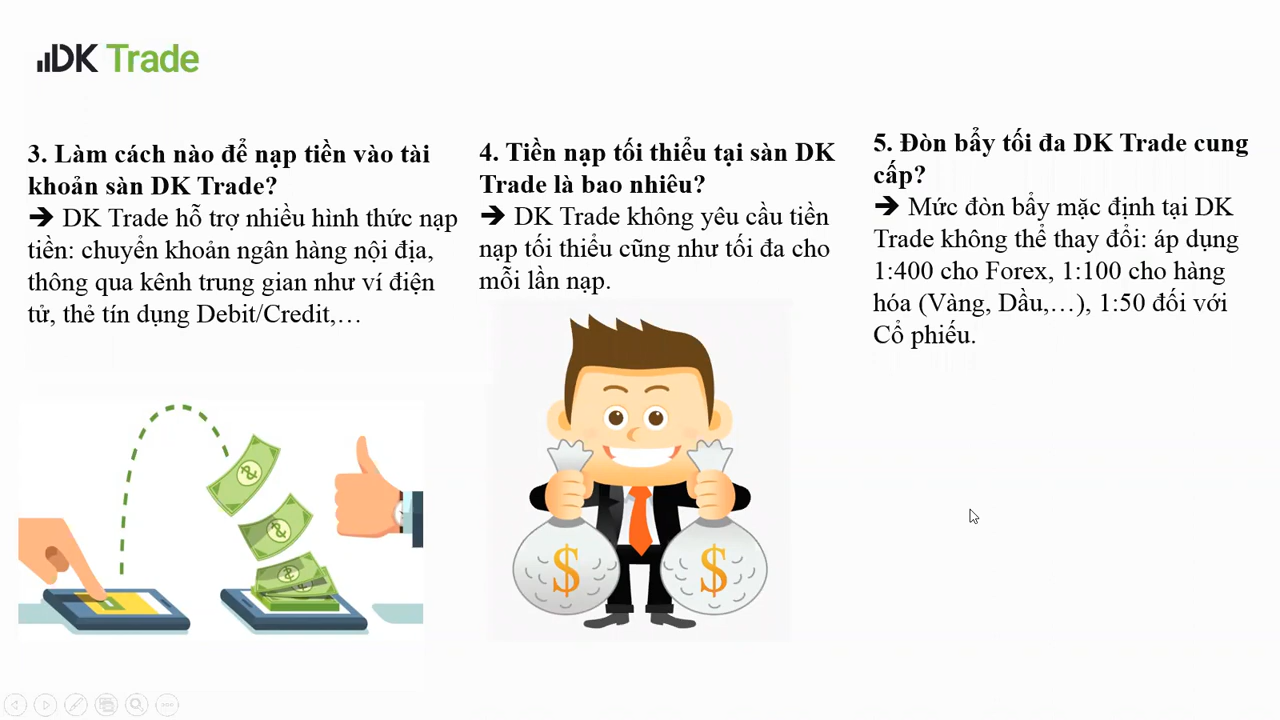 DK Trade
3. Làm cách nào để nạp tiền vào tài
khoản sàn DK Trade?
➔ DK Trade hỗ trợ nhiều hình thức nạp
tiền: chuyển khoản ngân hàng nội địa,
thông qua kênh trung gian như ví điện
tử, thẻ tín dụng Debit/Credit,…
4. Tiền nạp tối thiểu tại sàn DK
Trade là bao nhiêu?
➔ DK Trade không yêu cầu tiền
nạp tối thiểu cũng như tối đa cho
mỗi lần nạp.
$ $
5. Đòn bẩy tối đa DK Trade cung
cấp?
➔ Mức đòn bẩy mặc định tại DK
Trade không thể thay đổi: áp dụng
1:400 cho Forex, 1:100 cho hàng
hóa (Vàng, Dầu,…), 1:50 đối với
Cổ phiếu.